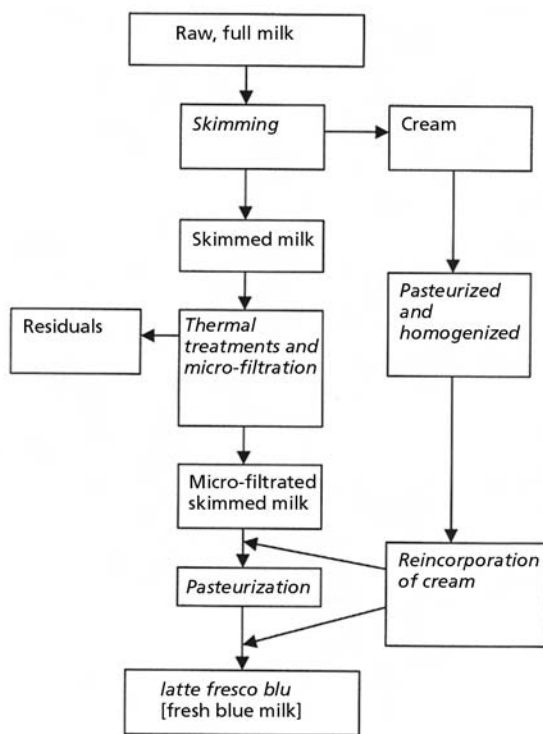 Raw, full milk
Skimming
Cream
Skimmed milk
Pasteurized
and
homogenized
Residuals
Thermal
treatments and
micro-filtration
Micro-filtrated
skimmed milk
Reincorporation
of cream
Pasteurization
latte fresco blu
[fresh blue milk]